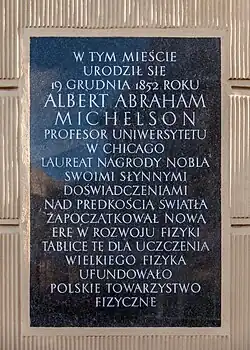 W TYM MIEŚCIE
URODZIŁ SIĘ
19 GRUDNIA 1852 ROKU
ALBERT ABRAHAM
MICHELSON
PROFESOR UNIWERSYTETU
W CHICAGO
LAUREAT NAGRODY NOBLA
SWOIMI SŁYNNYMI
DOŚWIADCZENIAMI
NAD PRĘDKOŚCIĄ ŚWIATŁA
ZAPOCZĄTKOWAŁ NOWĄ
ERĘ W ROZWOJU FIZYKI
TABLICĘ TĘ DLA UCZCZENIA
WIELKIEGO FIZYKA
UFUNDOWAŁO
POLSKIE TOWARZYSTWO
FIZYCZNE